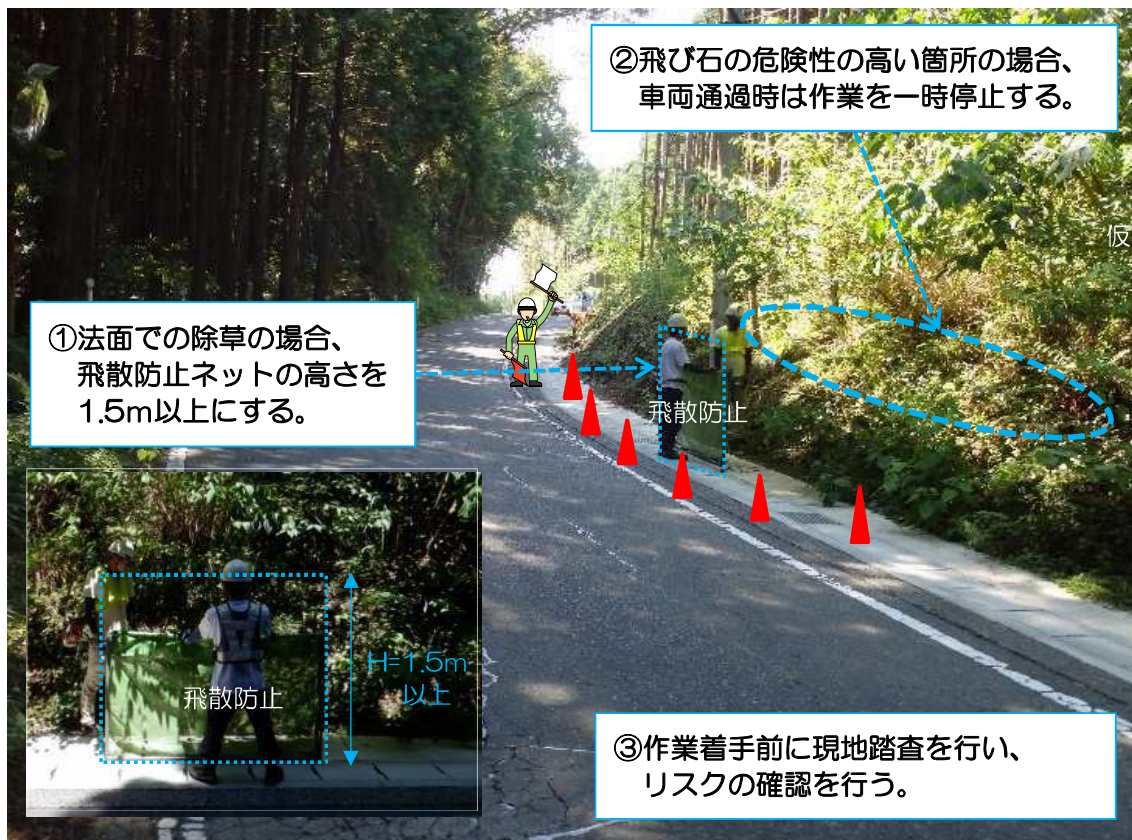 ②飛び石の危険性の高い箇所の場合、
車両通過時は作業を一時停止する。
仮
①法面での除草の場合、
飛散防止ネットの高さを
1.5m以上にする。
飛散防止
H=1.5m
以上
飛散防止
③作業着手前に現地踏査を行い、
リスクの確認を行う。